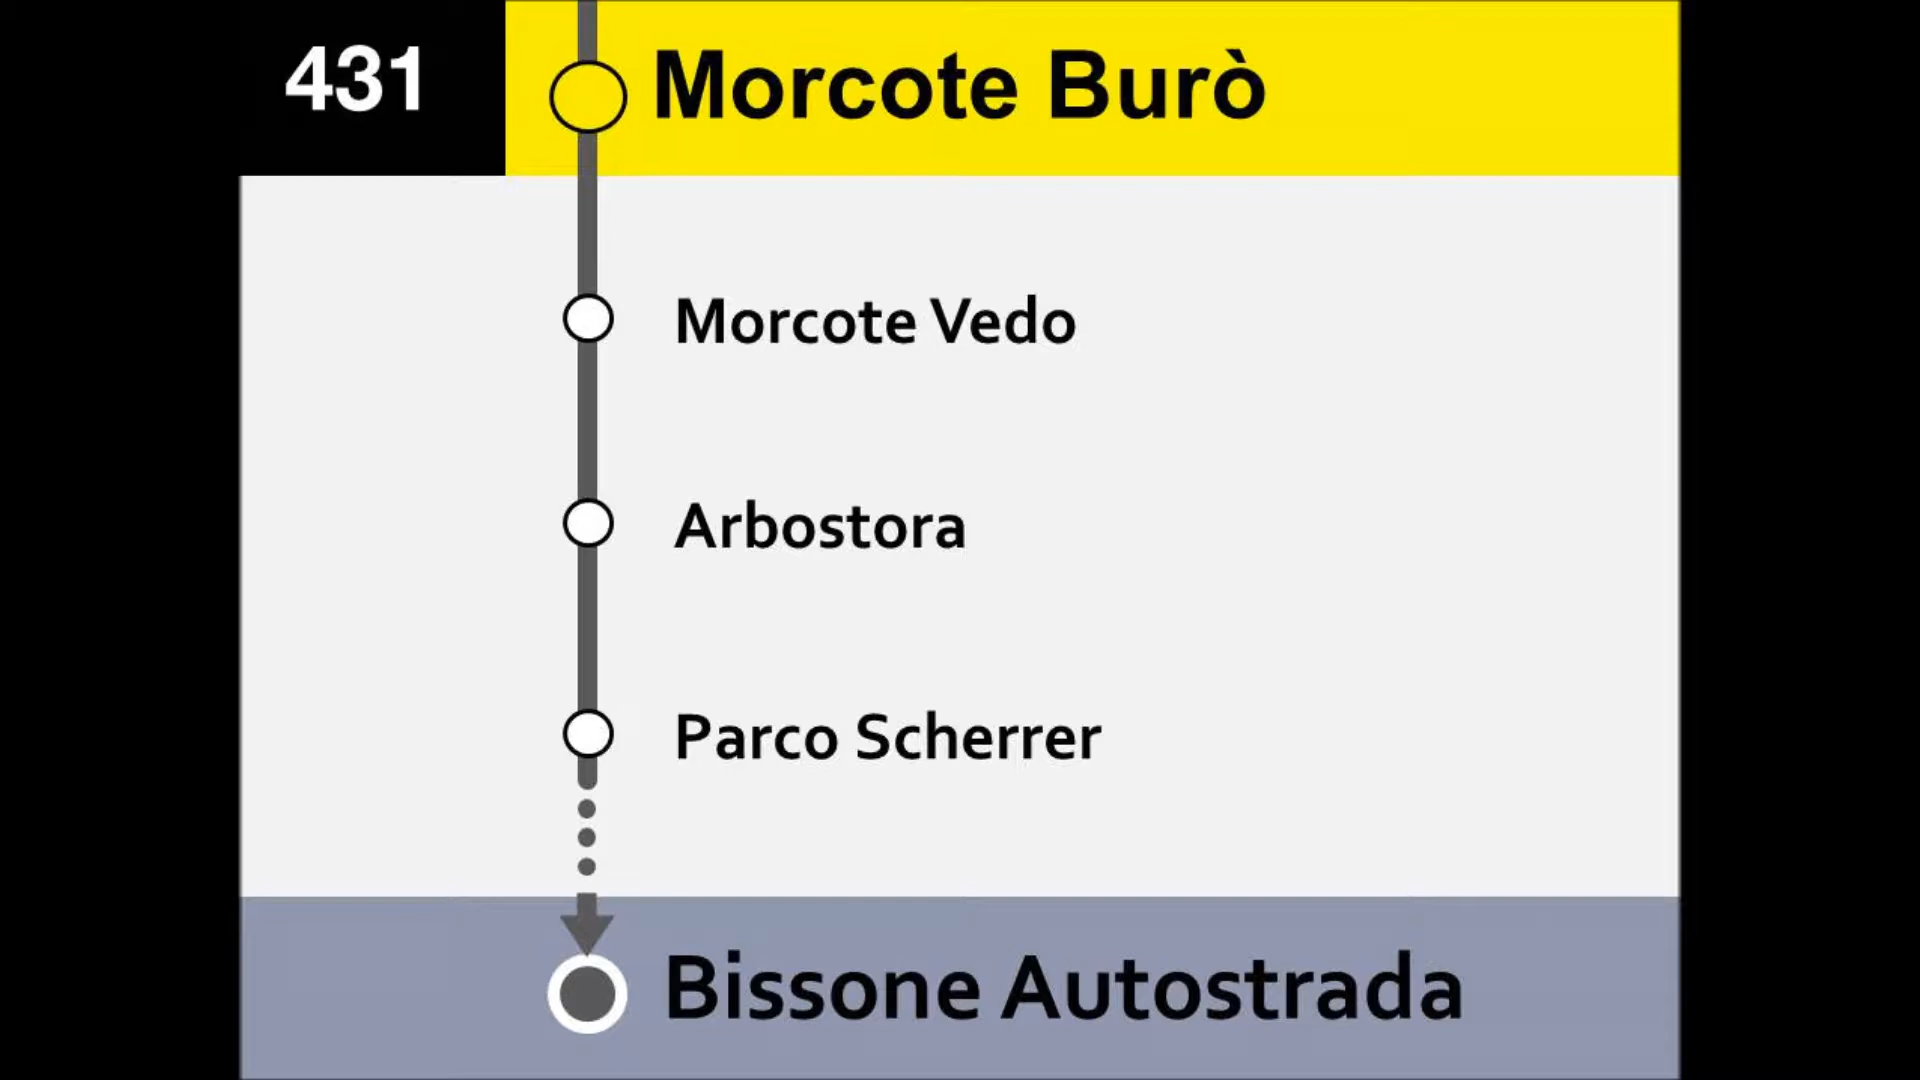 431
Morcote Burò
Morcote Vedo
Arbostora
Parco Scherrer
Bissone Autostrada